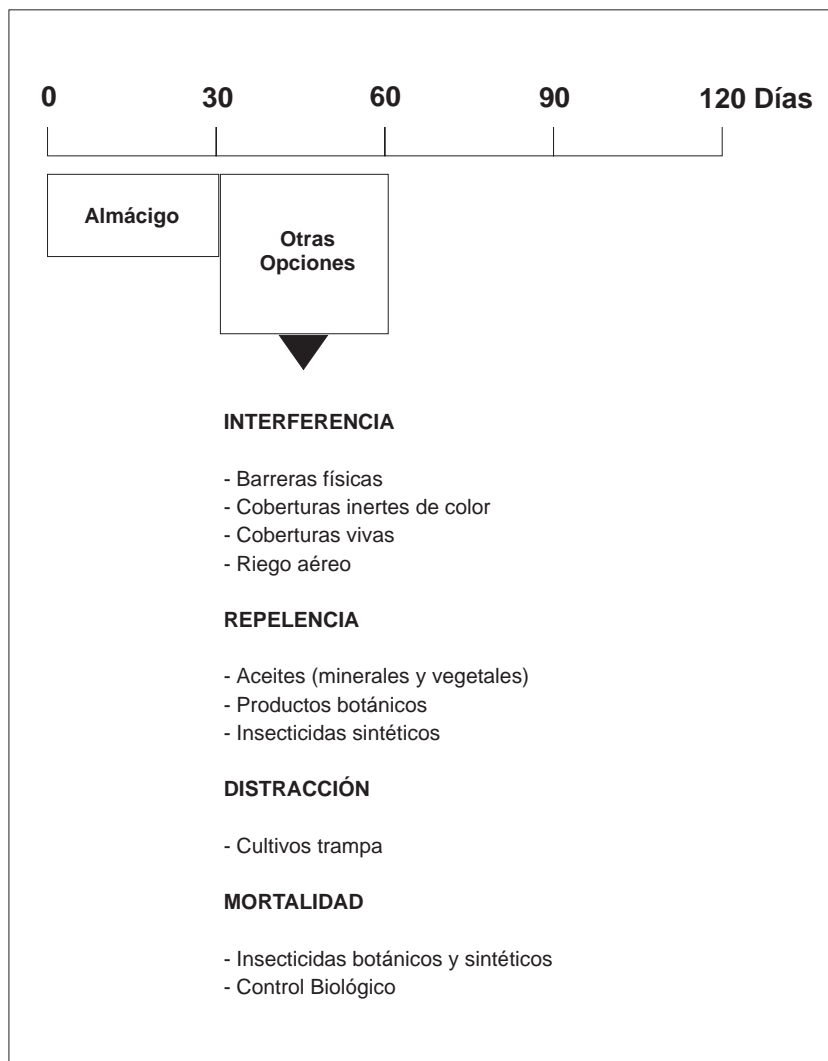 0 30 60 90 120 Días
Almácigo
Otras
Opciones
INTERFERENCIA
- Barreras físicas
- Coberturas inertes de color
- Coberturas vivas
- Riego aéreo
REPELENCIA
- Aceites (minerales y vegetales)
- Productos botánicos
- Insecticidas sintéticos
DISTRACCIÓN
- Cultivos trampa
MORTALIDAD
- Insecticidas botánicos y sintéticos
- Control Biológico